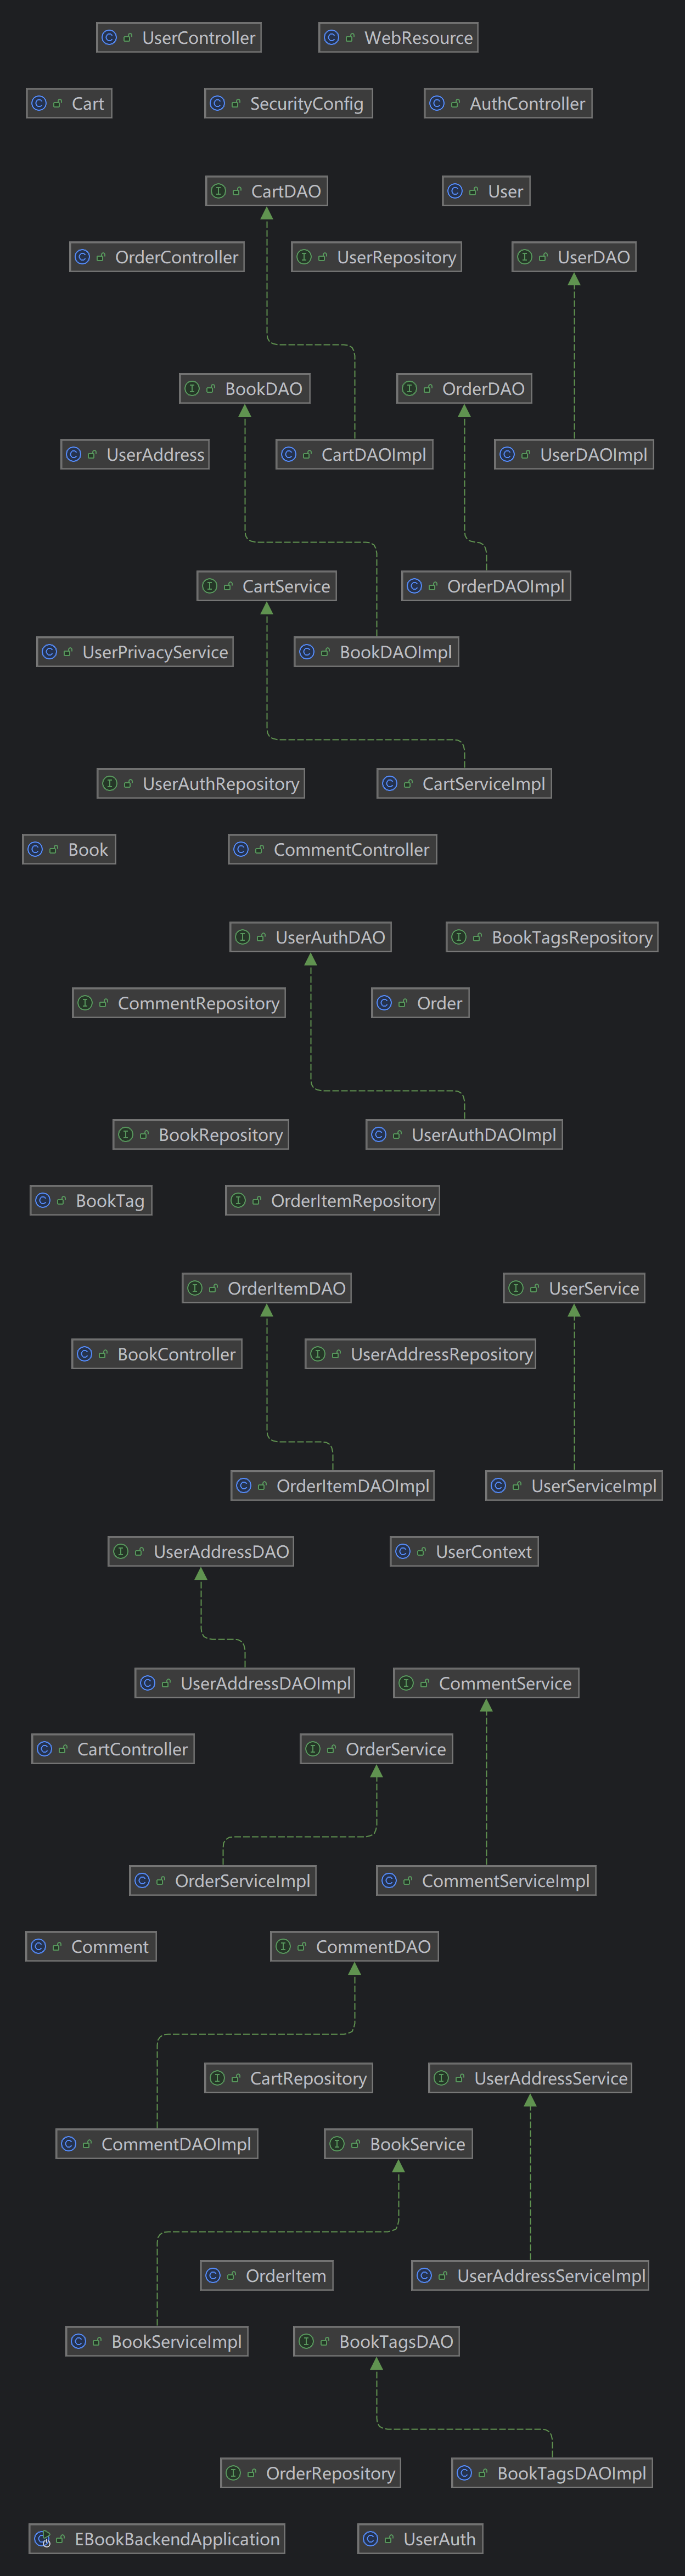 UserController
WebResource
Cart
SecurityConfig
AuthController
CartDAO
User
OrderController
UserRepository
UserDAO
BookDAO
OrderDAO
UserAddress
CartDAOImpl
UserDAOImpl
CartService
OrderDAOImpl
UserPrivacyService
BookDAOImpl
UserAuthRepository
CartServiceImpl
Book
CommentController
UserAuthDAO
BookTagsRepository
CommentRepository
Order
BookRepository
UserAuthDAOImpl
BookTag
OrderItemRepository
OrderItemDAO
UserService
BookController
UserAddressRepository
OrderItemDAOImpl
UserServiceImpl
UserAddressDAO
UserContext
UserAddressDAOImpl
CommentService
CartController
OrderService
OrderServiceImpl
CommentServiceImpl
Comment
CommentDAO
CartRepository
UserAddressService
CommentDAOImpl
BookService
OrderItem
UserAddressServiceImpl
BookServiceImpl
BookTagsDAO
OrderRepository
BookTagsDAOImpl
EBookBackendApplication
UserAuth